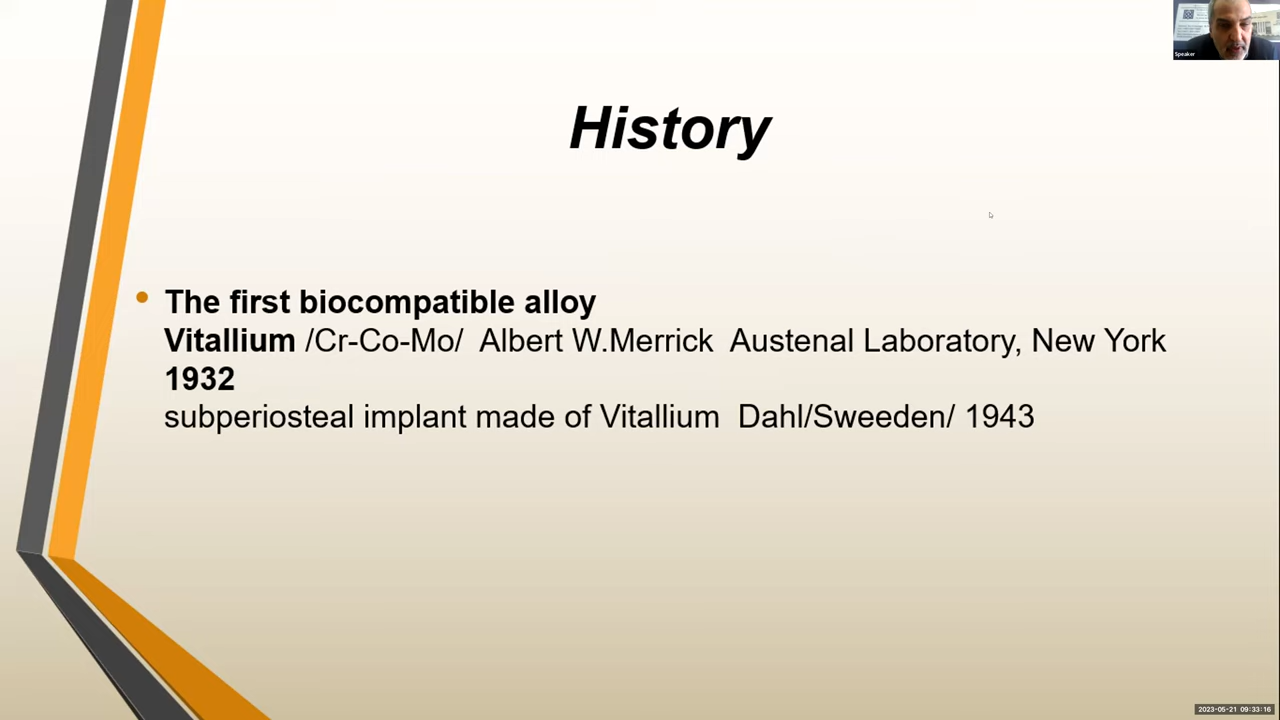 Speaker
History
• The first biocompatible alloy
Vitallium /Cr-Co-Mo/ Albert W.Merrick Austenal Laboratory, New York
1932
subperiosteal implant made of Vitallium Dahl/Sweeden/ 1943
2023-05-21 09:33:16